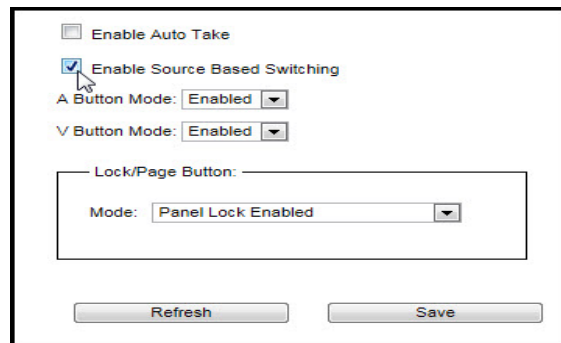 Enable Auto Take
Enable Source Based Switching
A Button Mode: Enabled
V Button Mode: Enabled
Lock/Page Button:
Mode: Panel Lock Enabled
Refresh Save